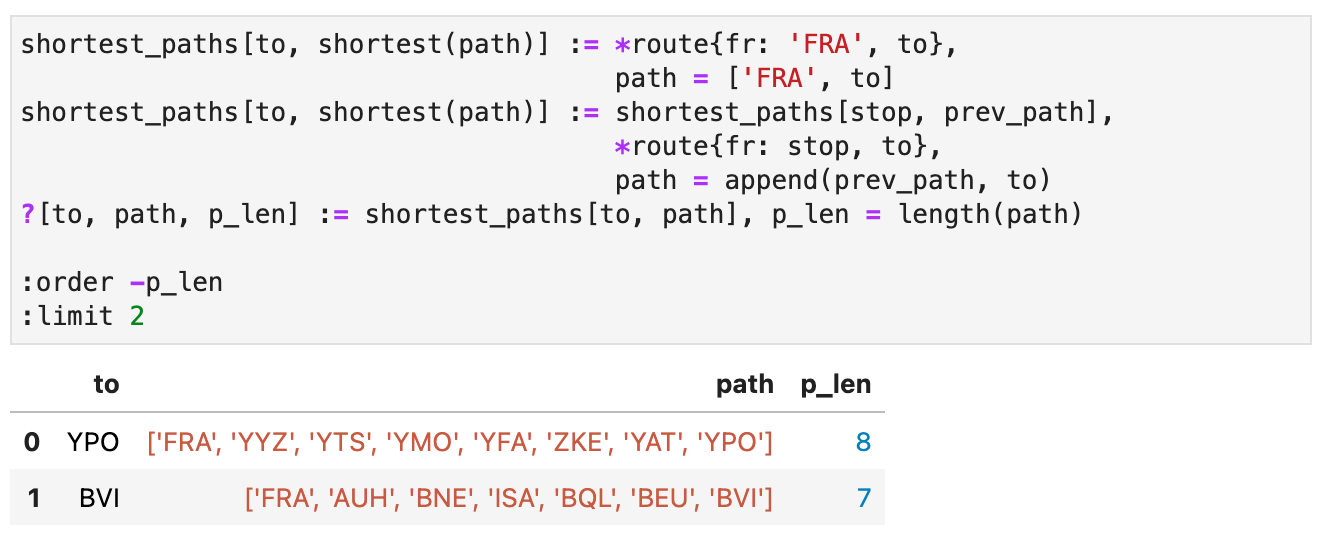 shortest_paths[to, shortest(path)] := *route{fr: 'FRA', to},
path = ['FRA', to]
shortest_paths[to, shortest(path)] := shortest_paths[stop, prev_path],
*route{fr: stop, to},
path = append(prev_path, to)
?[to, path, p_len] := shortest_paths[to, path], p_len = length(path)
:order -p_len
:limit 2
to path p_len
0 YPO ['FRA', 'YYZ', 'YTS', 'YMO', 'YFA', 'ZKE', 'YAT', 'YPO'] 8
1 BVI ['FRA', 'AUH', 'BNE', 'ISA', 'BQL', 'BEU', 'BVI'] 7